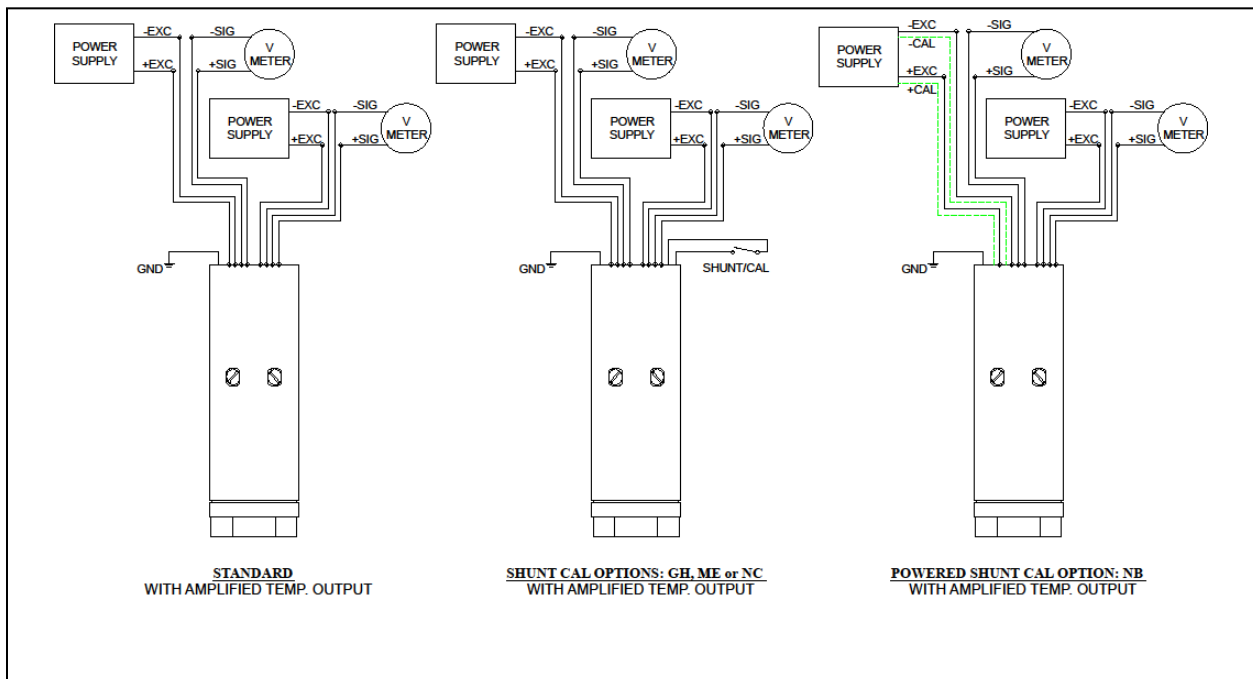 -EXC
-SIG
POWER
SUPPLY
V
METER
+EXC
+SIG
POWER
SUPPLY
-EXC
-SIG
V
METER
+EXC
+SIG
GND
STANDARD
WITH AMPLIFIED TEMP. OUTPUT
-EXC
-SIG
POWER
SUPPLY
V
METER
+EXC
+SIG
POWER
SUPPLY
-EXC
-SIG
V
METER
+EXC
+SIG
GND
SHUNT/CAL
SHUNT CAL OPTIONS: GH, ME or NC
WITH AMPLIFIED TEMP. OUTPUT
-EXC
-SIG
-CAL
POWER
SUPPLY
V
METER
+EXC
+SIG
+CAL
POWER
SUPPLY
-EXC
-SIG
V
METER
+EXC
+SIG
GND
POWERED SHUNT CAL OPTION: NB
WITH AMPLIFIED TEMP. OUTPUT